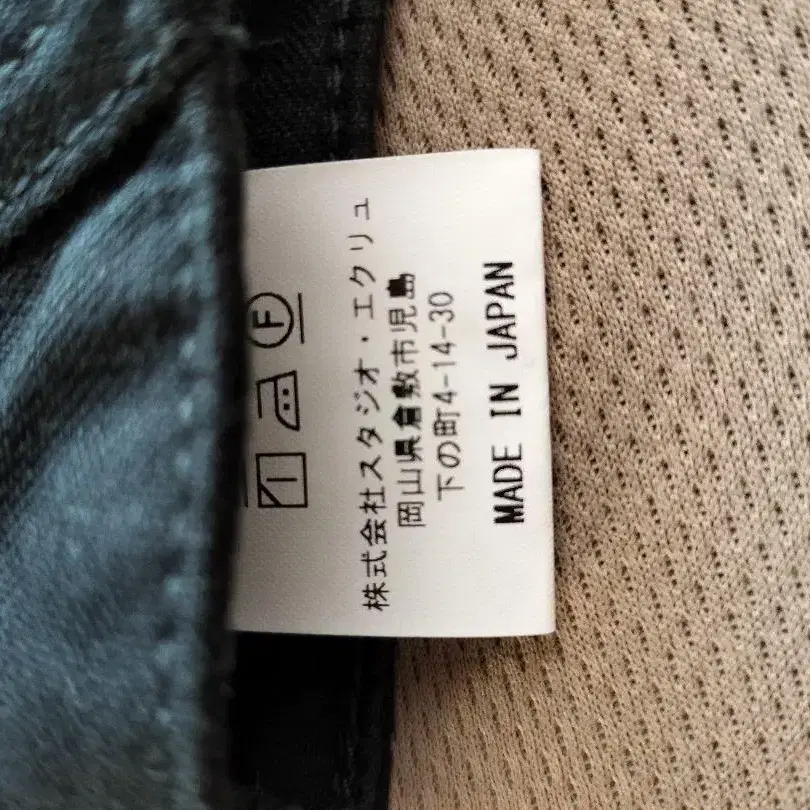 Ⓕ
株式会社スタジオ・エクリュ
岡山県倉敷市児島
下の町4-14-30
MADE IN JAPAN